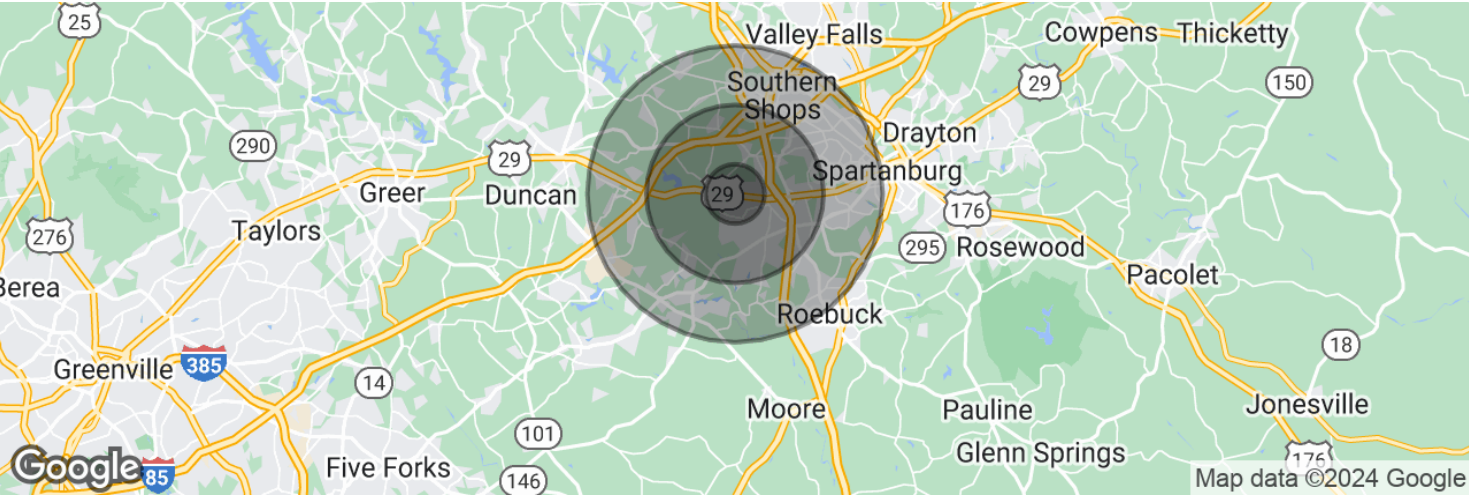 25
Valley Falls
Cowpens
Thicketty
Southern
Shops
29
150
290
29
Drayton
Greer
Duncan
29
Spartanburg
176
276
Taylors
295
Rosewood
Berea
Pacolet
Roebuck
Greenville
385
14
18
Moore
Pauline
Jonesville
101
Glenn Springs
Google
85
Five Forks
146
176
Map data ©2024 Google